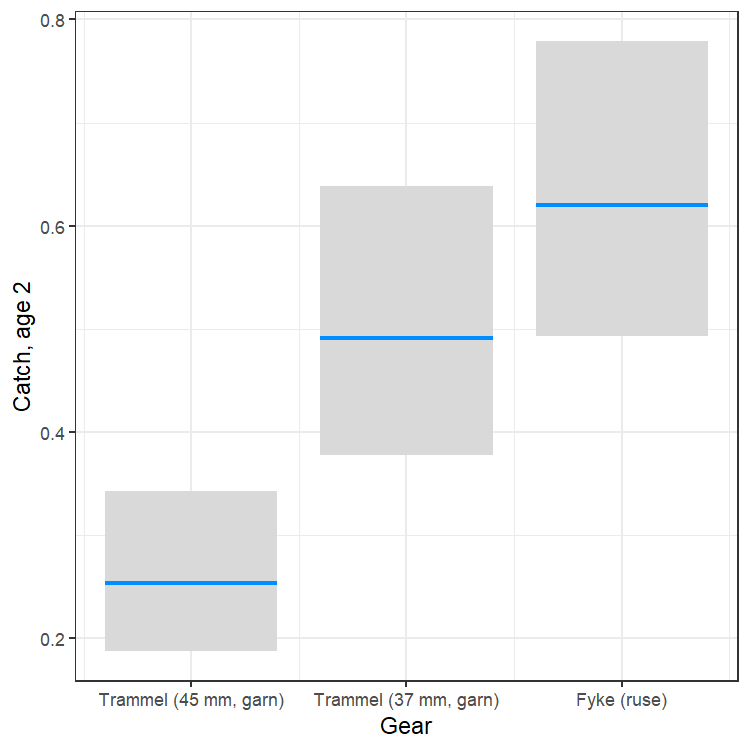 0.8
0.6
0.4
0.2
Catch, age 2
Trammel (45 mm, garn) Trammel (37 mm, garn) Fyke (ruse)
Gear